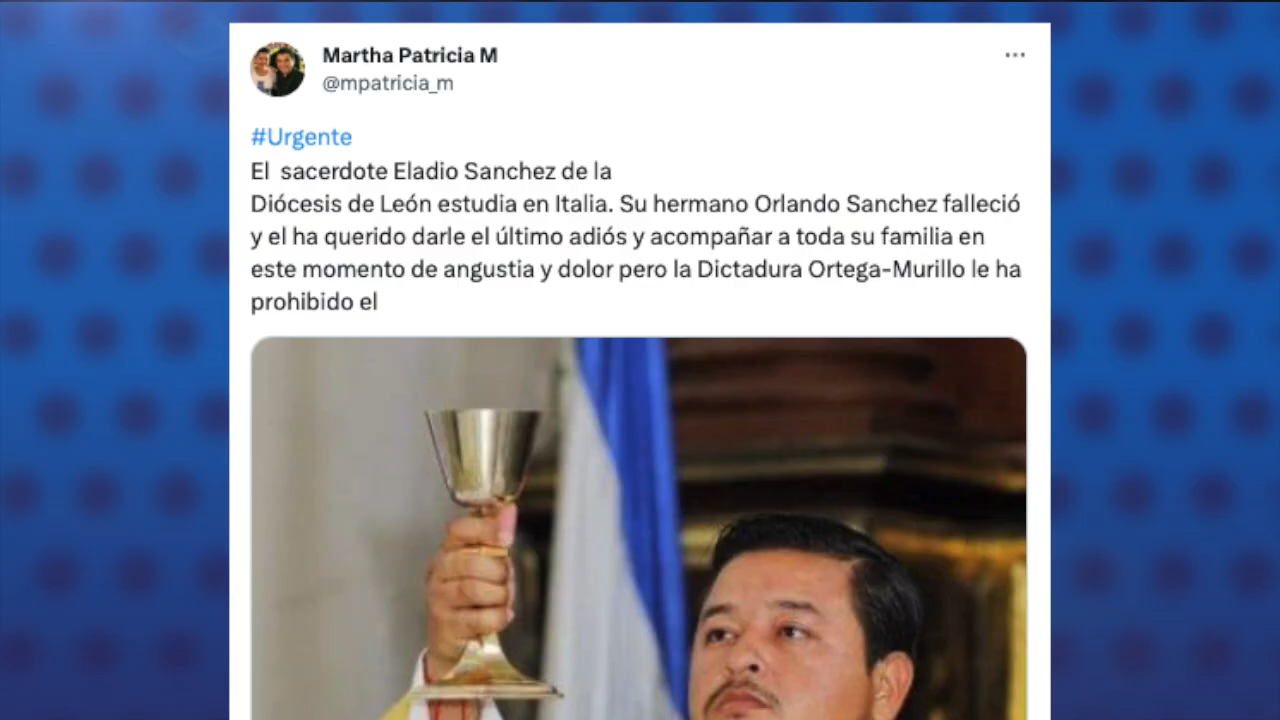 Martha Patricia M
@mpatricia_m
#Urgente
El  sacerdote Eladio Sanchez de la
Diócesis de León estudia en Italia. Su hermano Orlando Sanchez falleció
y el ha querido darle el último adiós y acompañar a toda su familia en
este momento de angustia y dolor pero la Dictadura Ortega-Murillo le ha
prohibido el